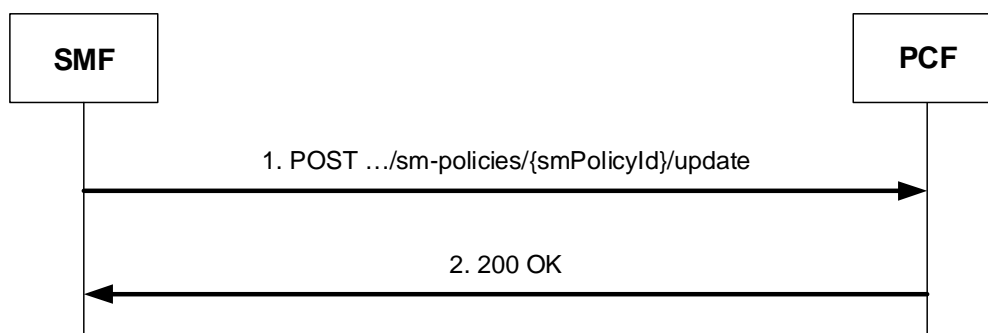 SMF
PCF
1. POST …/sm-policies/{smPolicyId}/update
2. 200 OK